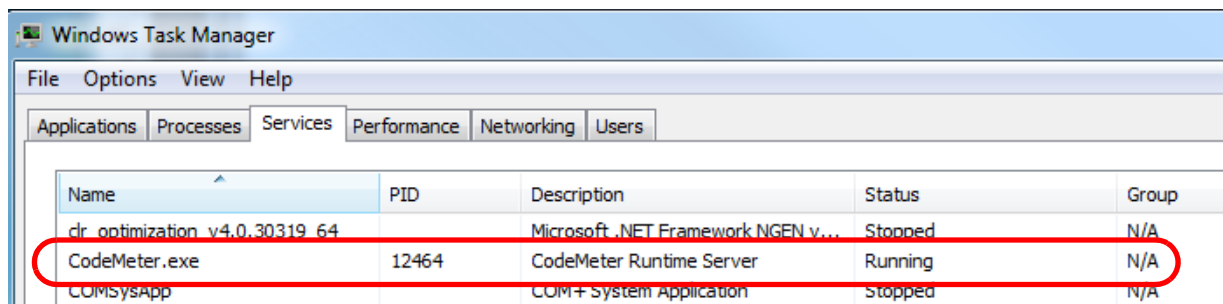 Windows Task Manager
File Options View Help
Applications Processes Services Performance Networking Users
Name PID Description Status Group
clr_optimization_v4.0.30319_64 Microsoft .NET Framework NGEN v... Stopped N/A
CodeMeter.exe 12464 CodeMeter Runtime Server Running N/A
COMSysApp COM+ System Application Stopped N/A